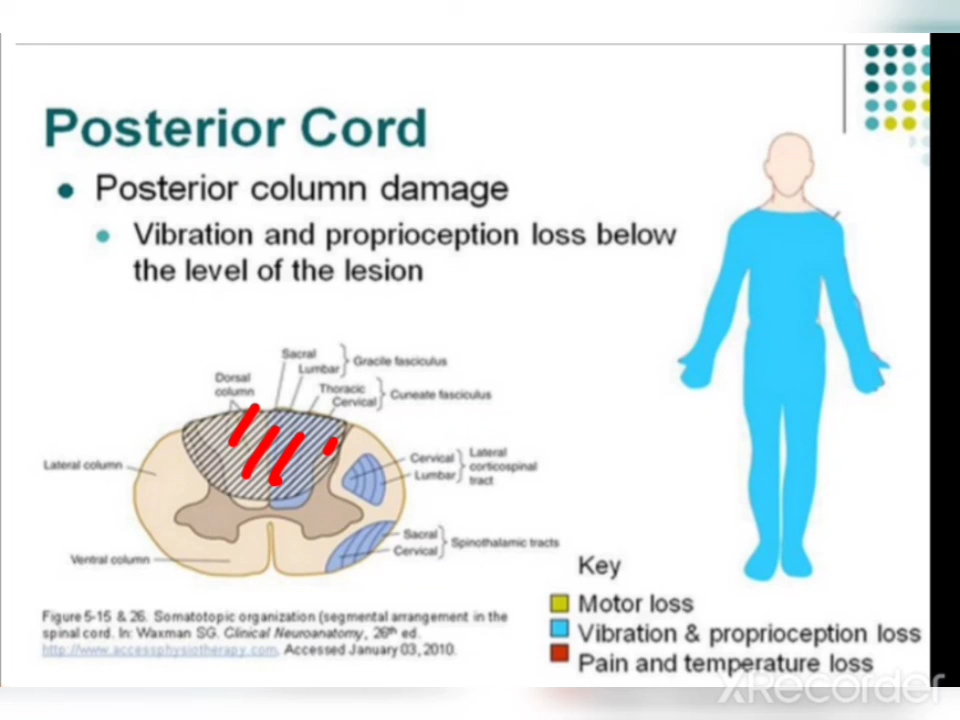 Posterior Cord
Posterior column damage
Vibration and proprioception loss below
the level of the lesion
Sacral
Lumbar
Gracile fasciculus
Dorsal
column
Thoracic
Cervical
Cuneate fasciculus
Lateral column
Cervical
Lumbar
Lateral
corticospinal
tract
Sacral
Cervical
Spinothalamic tracts
Ventral column
Key
Motor loss
Vibration & proprioception loss
Pain and temperature loss
Figure 5-15 & 26. Somatotopic organization (segmental arrangement in the
spinal cord. In: Waxman SG. Clinical Neuroanatomy, 26th ed.
http://www.accessphysiotherapy.com. Accessed January 03, 2010.
XRecorder